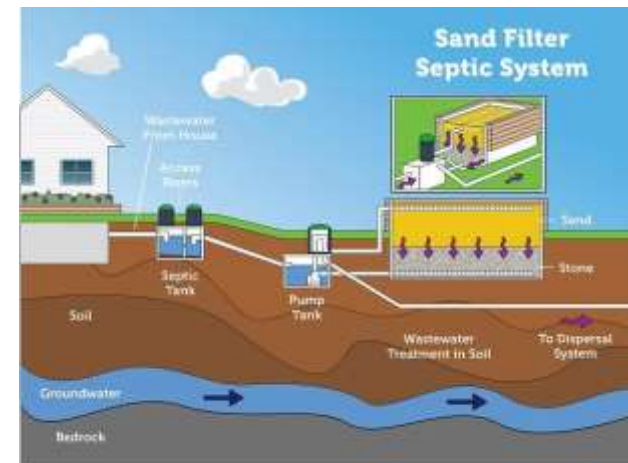 Sand Filter
Septic System
Wastewater
From House
Access
Risers
Sand
Septic
Tank
Stone
Pump
Tank
Soil
Wastewater
Treatment in Soil
To Dispersal
System
Groundwater
Bedrock